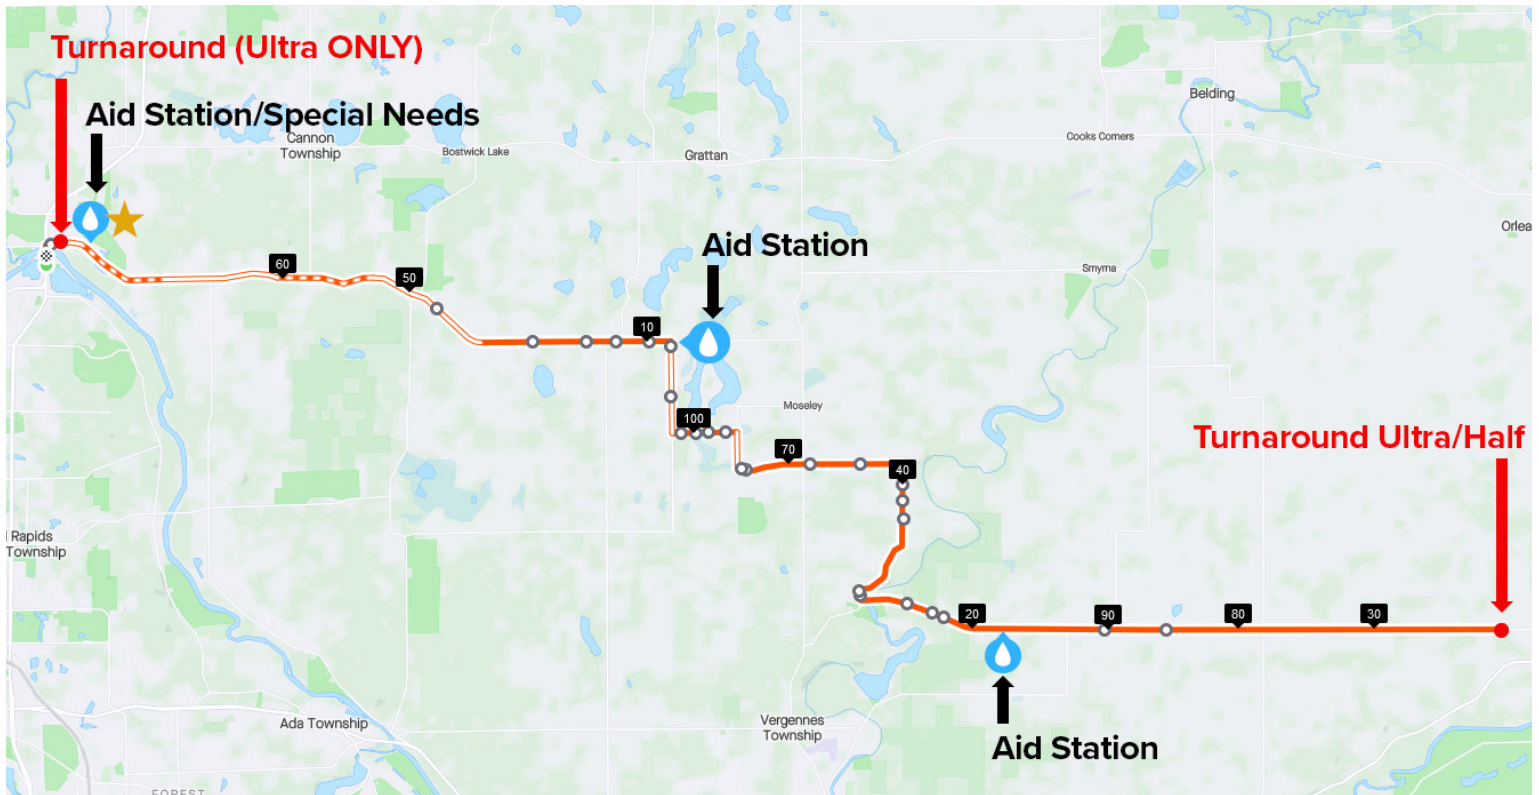 Turnaround (Ultra ONLY)
Belding
Aid Station/Special Needs
Cannon
Township
Bostwick Lake
Grattan
Cooks Corners
Orlea
Aid Station
Smyrna
60
50
10
Moseley
100
70
40
Turnaround Ultra/Half
Rapids
Township
20
90
80
30
Ada Township
Vergennes
Township
Aid Station
FOREST